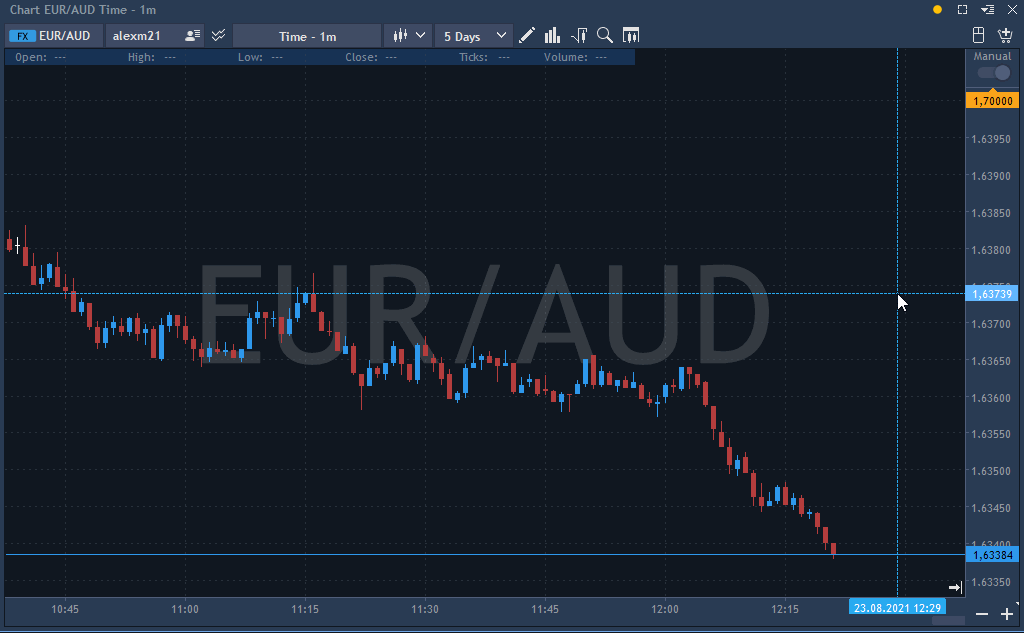 Chart EUR/AUD Time - 1m
FX EUR/AUD alexm21 Time - 1m 5 Days
Open: --- High: --- Low: --- Close: --- Ticks: --- Volume: ---
Manual
1,70000
1.63950
1.63900
1.63850
1.63800
1,63739
1.63700
1.63650
1.63600
1.63550
1.63500
1.63450
1.63400
1,63384
1.63350
EUR/AUD
10:45 11:00 11:15 11:30 11:45 12:00 12:15 23.08.2021 12:29